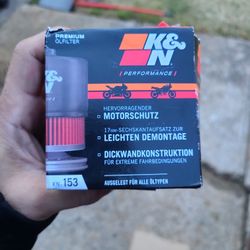 PREMIUM
ÖLFILTER
K&N
PERFORMANCE
HERVORRAGENDER
MOTORSCHUTZ
17MM-SECHSKANTAUFSATZ ZUR
LEICHTEN DEMONTAGE
DICKWANDKONSTRUKTION
FÜR EXTREME FAHRBEDINGUNGEN
KN 153
AUSGELEGT FÜR ALLE ÖLTYPEN